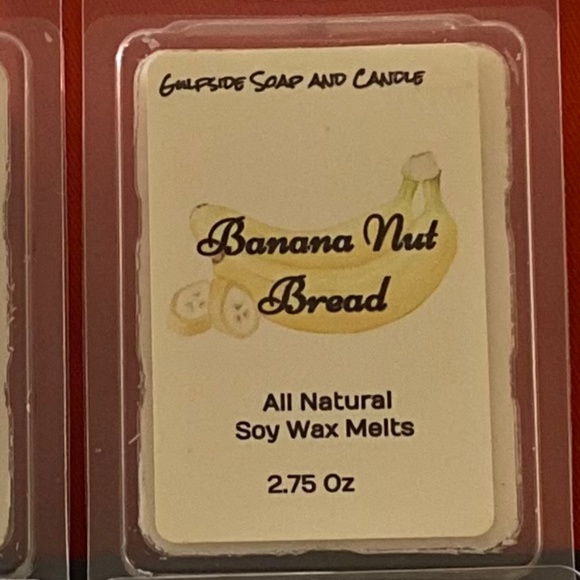 Gulfside Soap and Candle
Banana Nut
Bread
All Natural
Soy Wax Melts
2.75 Oz